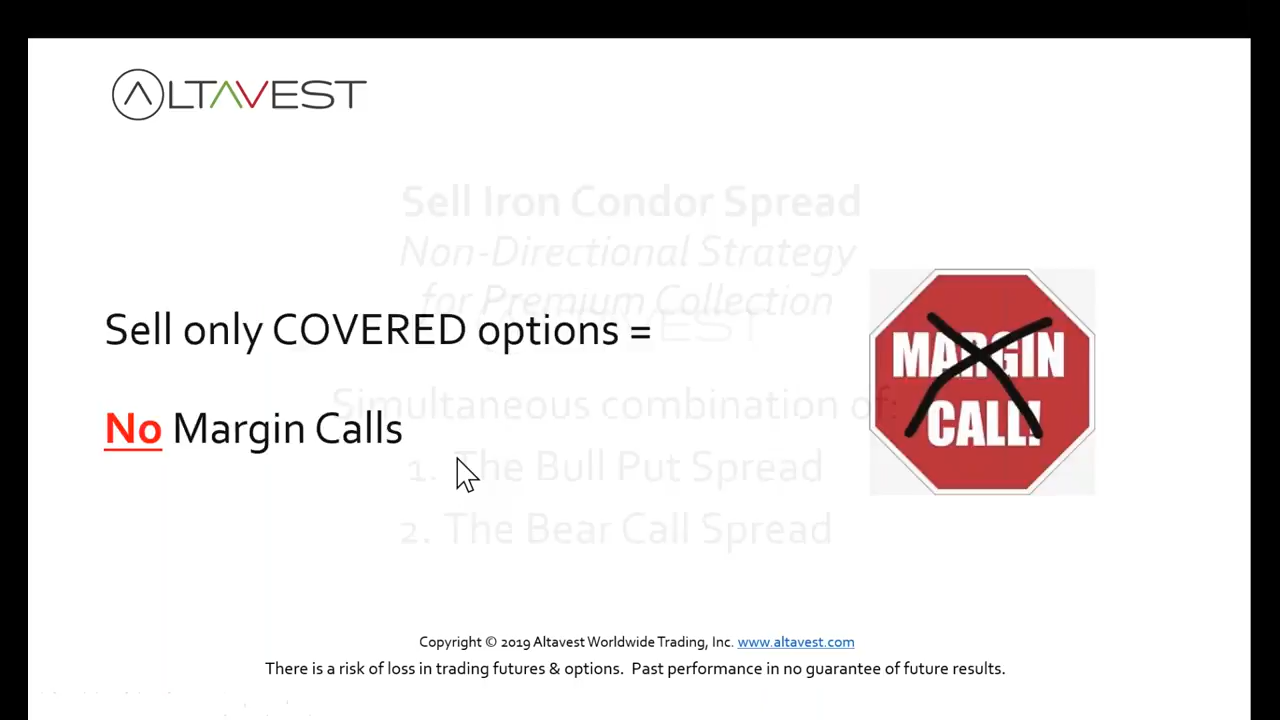 ALTAVEST
Sell Iron Condor Spread
Non-Directional Strategy
for Premium Collection
Sell only COVERED options =
Simultaneous combination of:
No Margin Calls
1. The Bull Put Spread
2. The Bear Call Spread
MARGIN
CALL!
Copyright © 2019 Altavest Worldwide Trading, Inc. www.altavest.com
There is a risk of loss in trading futures & options. Past performance in no guarantee of future results.